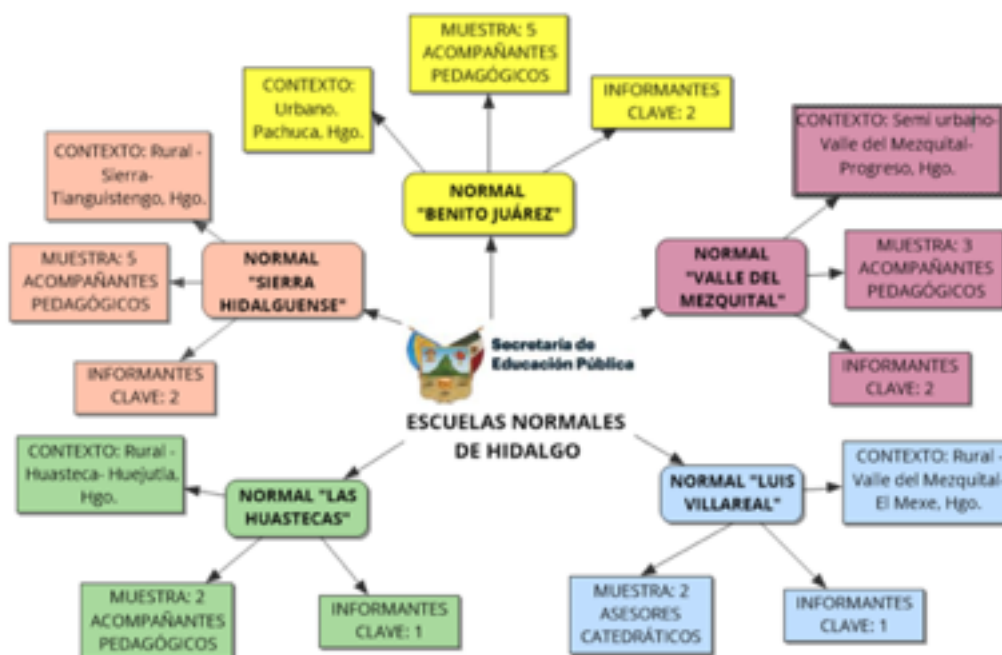 MUESTRA: 5
ACOMPAÑANTES
PEDAGÓGICOS
CONTEXTO:
Urbano.
Pachuca, Hgo.
INFORMANTES
CLAVE: 2
NORMAL
"BENITO JUÁREZ"
CONTEXTO: Rural -
Sierra-
Tianguistengo, Hgo.
MUESTRA: 5
ACOMPAÑANTES
PEDAGÓGICOS
NORMAL
"SIERRA
HIDALGUENSE"
INFORMANTES
CLAVE: 2
CONTEXTO: Semi urbano-
Valle del Mezquital-
Progreso, Hgo.
NORMAL
"VALLE DEL
MEZQUITAL"
MUESTRA: 3
ACOMPAÑANTES
PEDAGÓGICOS
INFORMANTES
CLAVE: 2
Secretaría de
Educación Pública
ESCUELAS NORMALES
DE HIDALGO
CONTEXTO: Rural -
Huasteca- Huejutla,
Hgo.
NORMAL "LAS
HUASTECAS"
MUESTRA: 2
ACOMPAÑANTES
PEDAGÓGICOS
INFORMANTES
CLAVE: 1
NORMAL "LUIS
VILLAREAL"
CONTEXTO: Rural -
Valle del Mezquital-
El Mexe, Hgo.
MUESTRA: 2
ASESORES
CATEDRÁTICOS
INFORMANTES
CLAVE: 1